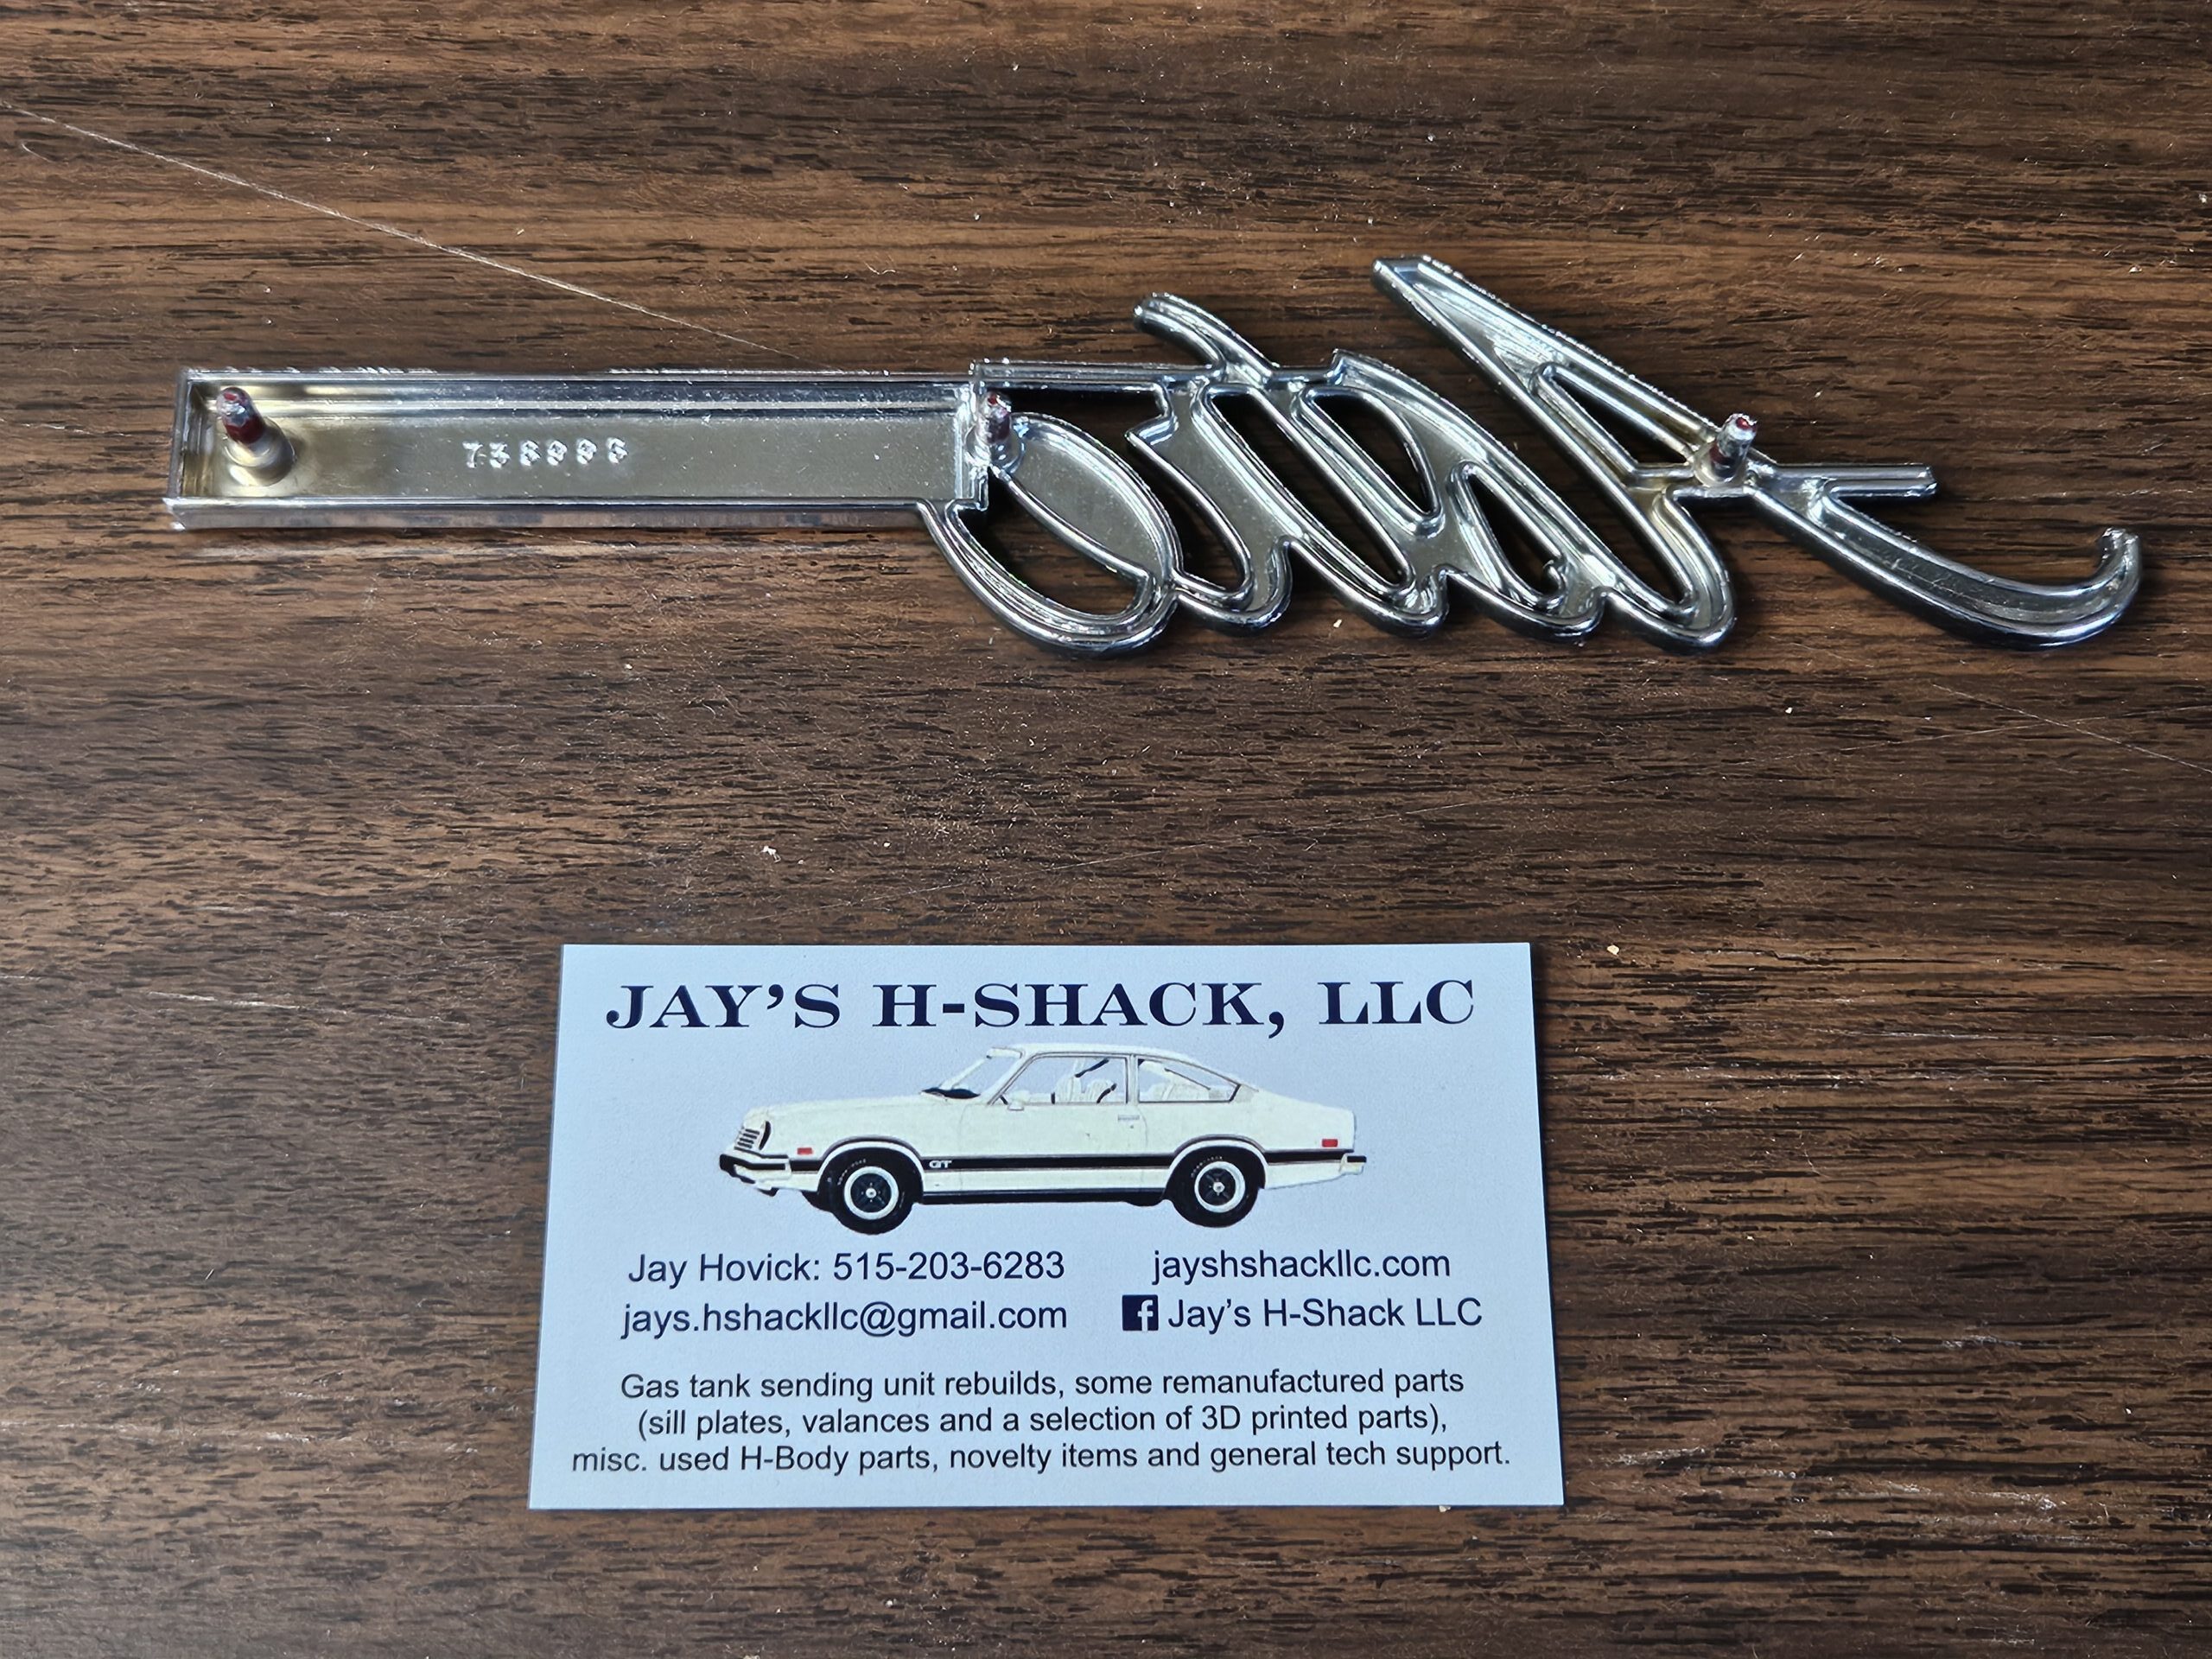 JAY'S H-SHACK, LLC
GT
Jay Hovick: 515-203-6283
jayshshackllc.com
jays.hshackllc@gmail.com
f Jay's H-Shack LLC
Gas tank sending unit rebuilds, some remanufactured parts
(sill plates, valances and a selection of 3D printed parts),
misc. used H-Body parts, novelty items and general tech support.